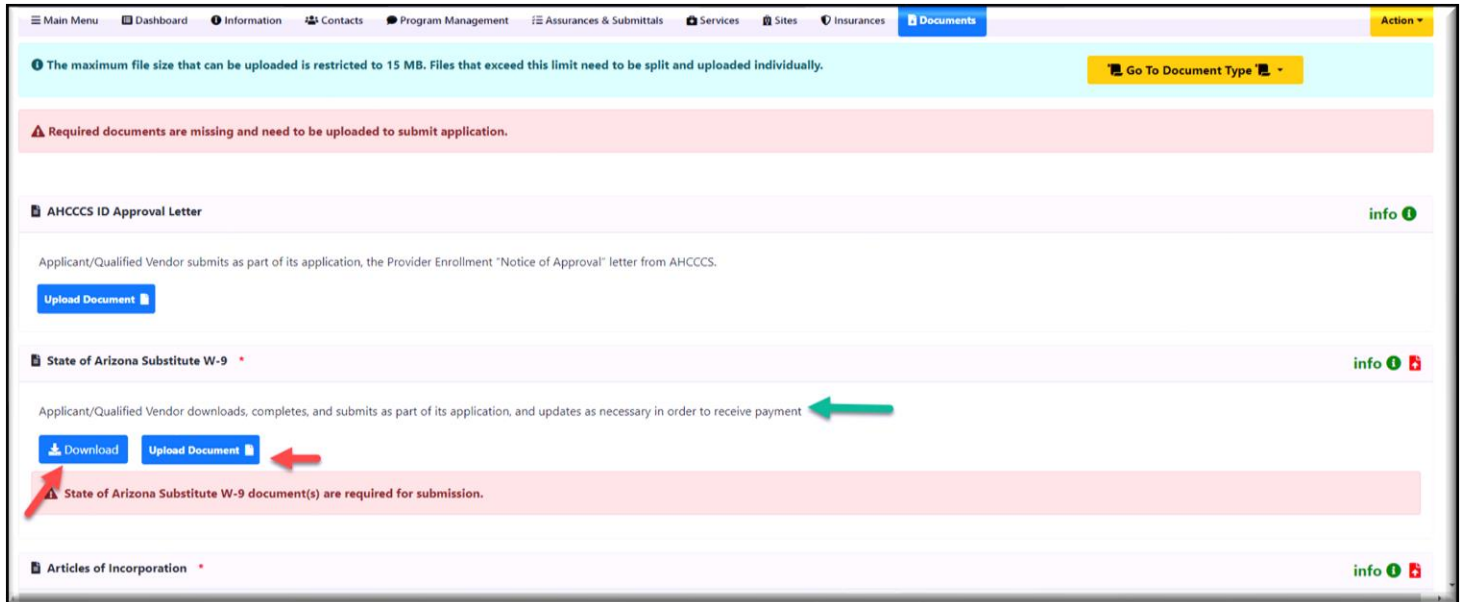 Main Menu Dashboard Information Contacts Program Management Assurances & Submittals Services Sites Insurances Documents Action
The maximum file size that can be uploaded is restricted to 15 MB. Files that exceed this limit need to be split and uploaded individually. Go To Document Type
Required documents are missing and need to be uploaded to submit application.
AHCCCS ID Approval Letter info
Applicant/Qualified Vendor submits as part of its application, the Provider Enrollment "Notice of Approval" letter from AHCCCS.
Upload Document
State of Arizona Substitute W-9 * info
Applicant/Qualified Vendor downloads, completes, and submits as part of its application, and updates as necessary in order to receive payment
Download Upload Document
State of Arizona Substitute W-9 document(s) are required for submission.
Articles of Incorporation * info